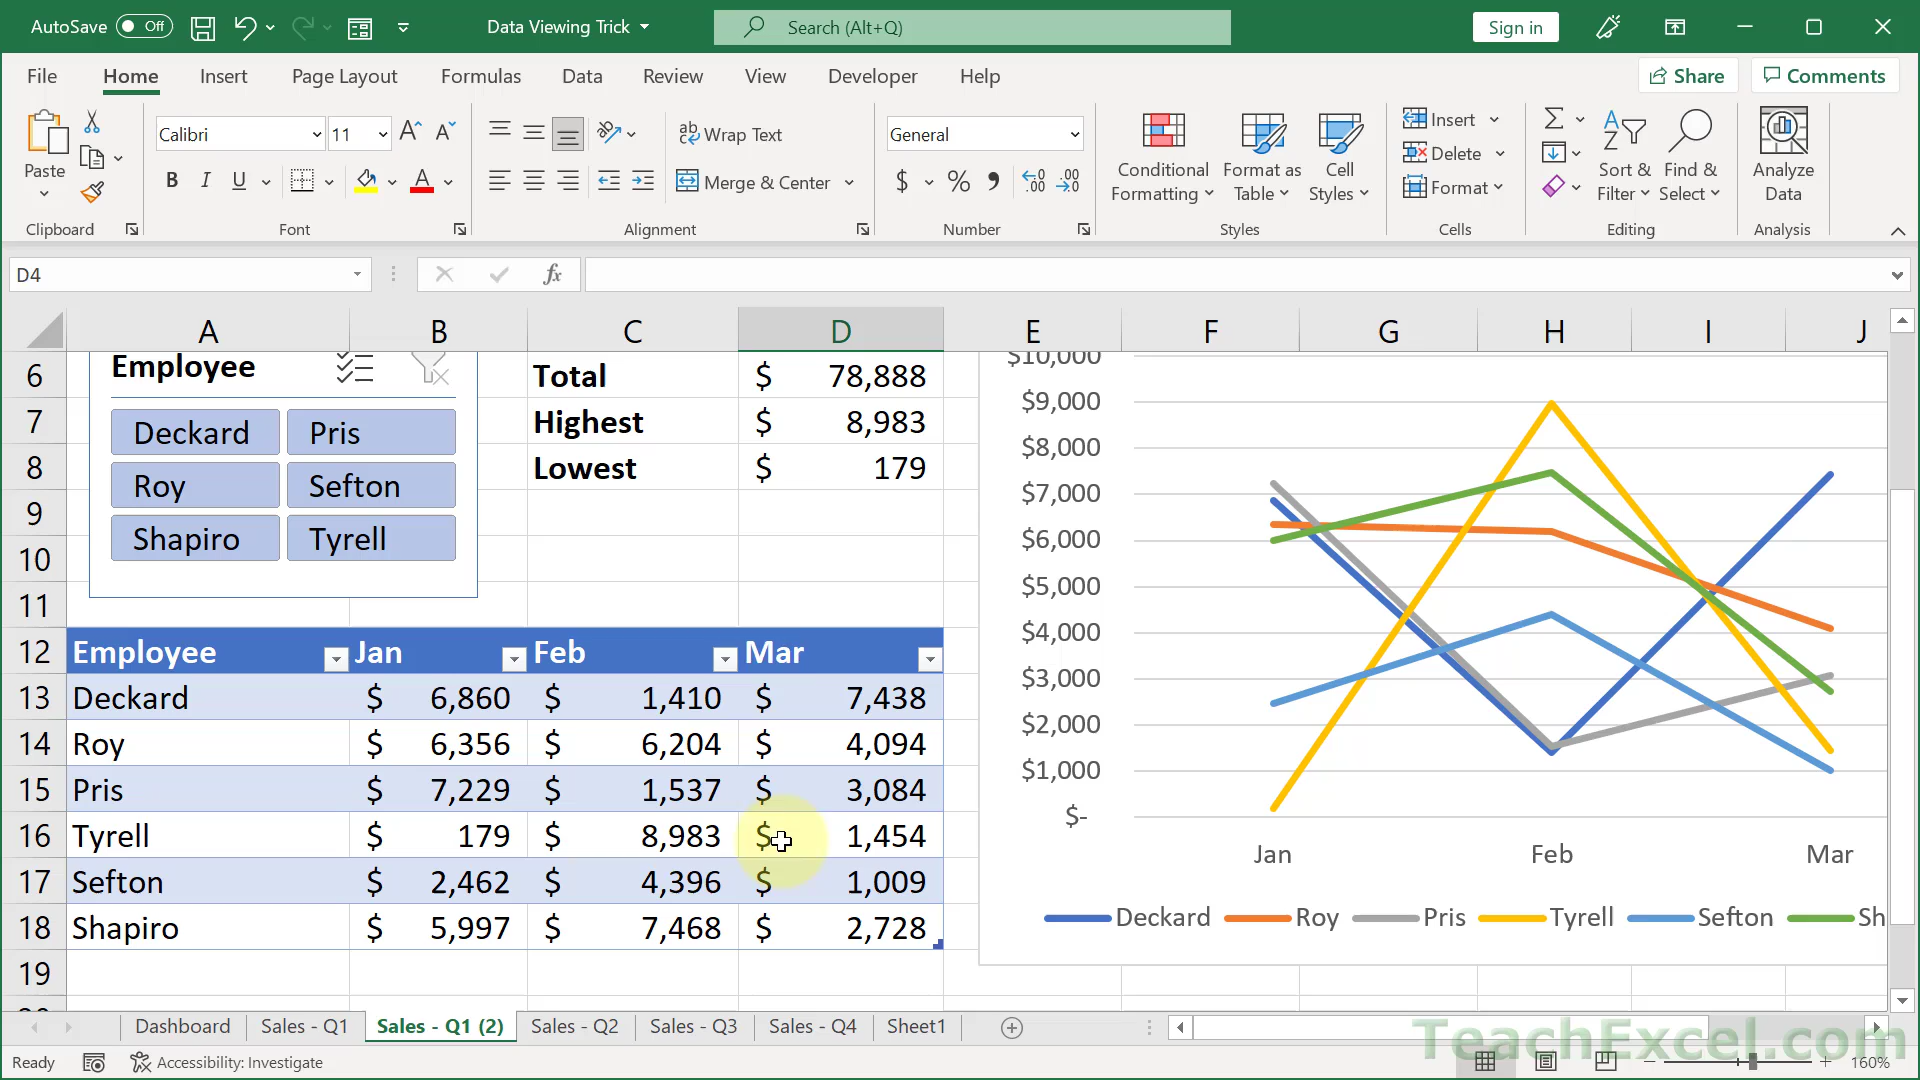 AutoSave Off Data Viewing Trick Search (Alt+Q) Sign in
File Home Insert Page Layout Formulas Data Review View Developer Help Share Comments
Paste Calibri 11 Wrap Text General Conditional Formatting Format as Table Cell Styles Insert Sort & Filter Find & Select Analyze Data
B I U Merge & Center $ % Delete
Format
Clipboard Font Alignment Number Styles Cells Editing Analysis
D4 fx
A B C D E F G H I J
6 Employee Total $ 78,888 $10,000
7 Deckard Pris Highest $ 8,983 $9,000
8 Roy Sefton Lowest $ 179 $8,000
9 $7,000
10 Shapiro Tyrell $6,000
11 $5,000
12 Employee Jan Feb Mar $4,000
13 Deckard $ 6,860 $ 1,410 $ 7,438 $3,000
14 Roy $ 6,356 $ 6,204 $ 4,094 $2,000
15 Pris $ 7,229 $ 1,537 $ 3,084 $1,000
16 Tyrell $ 179 $ 8,983 $ 1,454 $-
17 Sefton $ 2,462 $ 4,396 $ 1,009 Jan Feb Mar
18 Shapiro $ 5,997 $ 7,468 $ 2,728 Deckard Roy Pris Tyrell Sefton Sh
19
Dashboard Sales - Q1 Sales - Q1 (2) Sales - Q2 Sales - Q3 Sales - Q4 Sheet1
TeachExcel.com
Ready Accessibility: Investigate 160%